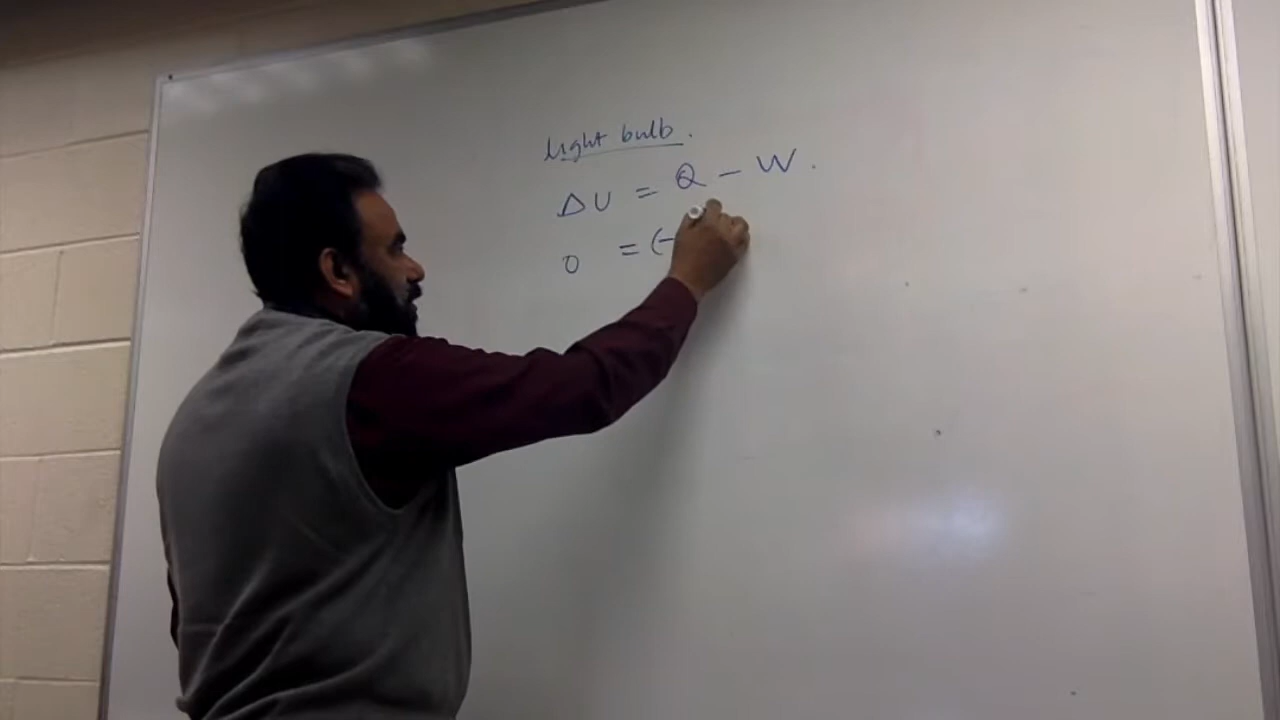 light bulb.
ΔU = Q - W.
0 = (-